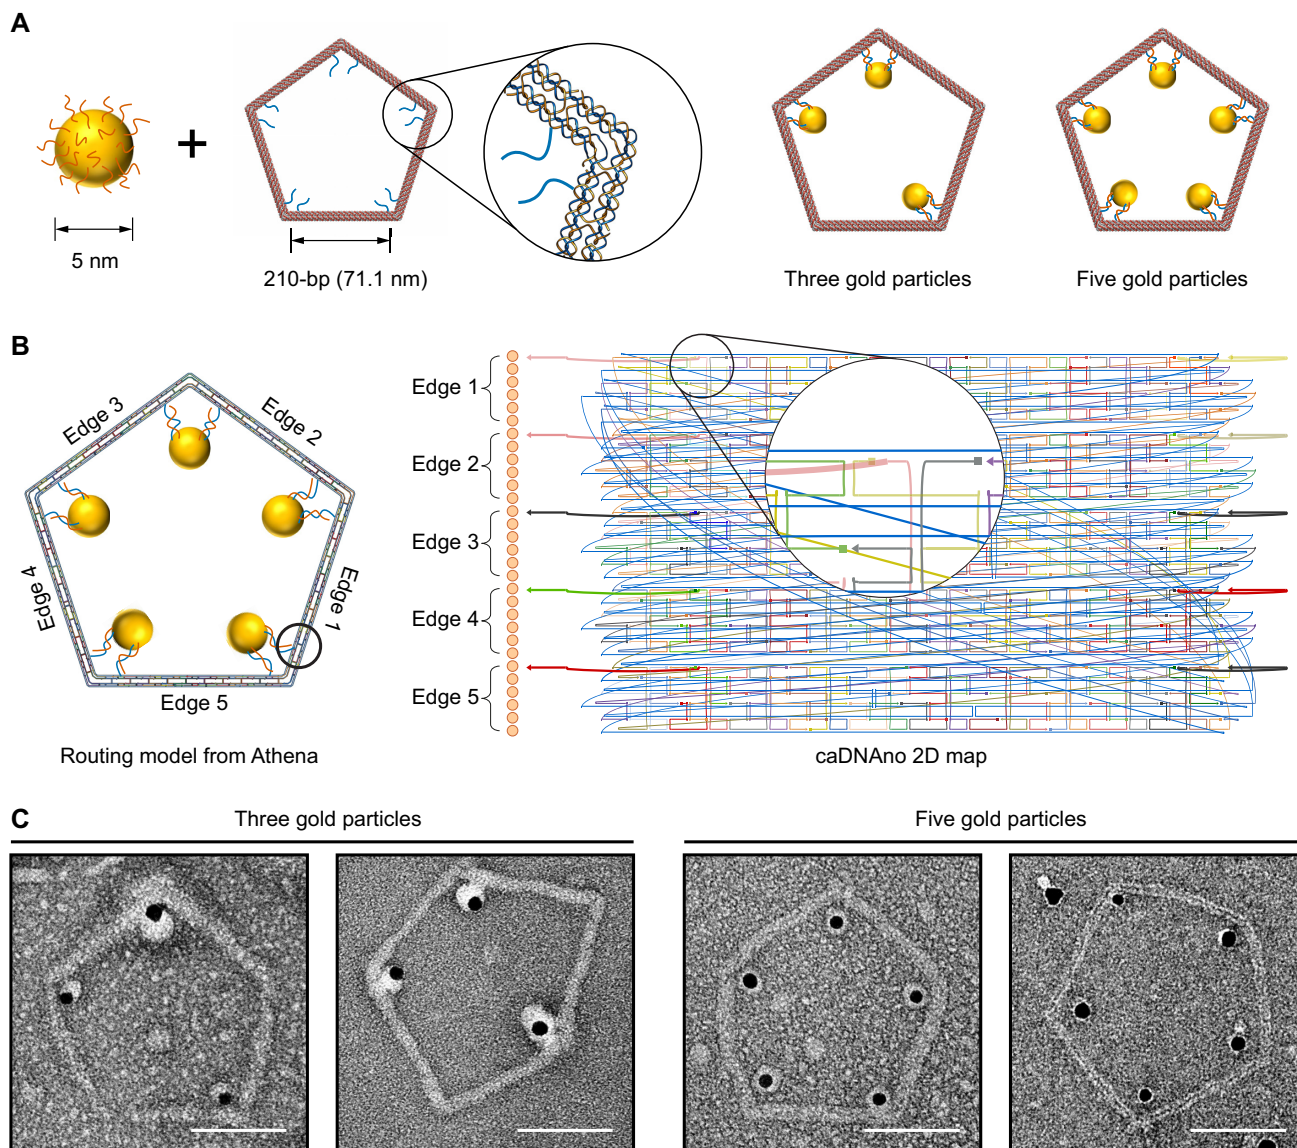 A
5 nm
210-bp (71.1 nm)
Three gold particles
Five gold particles
B
Edge 3
Edge 2
Edge 4
Edge 1
Edge 5
Routing model from Athena
Edge 1
Edge 2
Edge 3
Edge 4
Edge 5
caDNAno 2D map
C
Three gold particles
Five gold particles